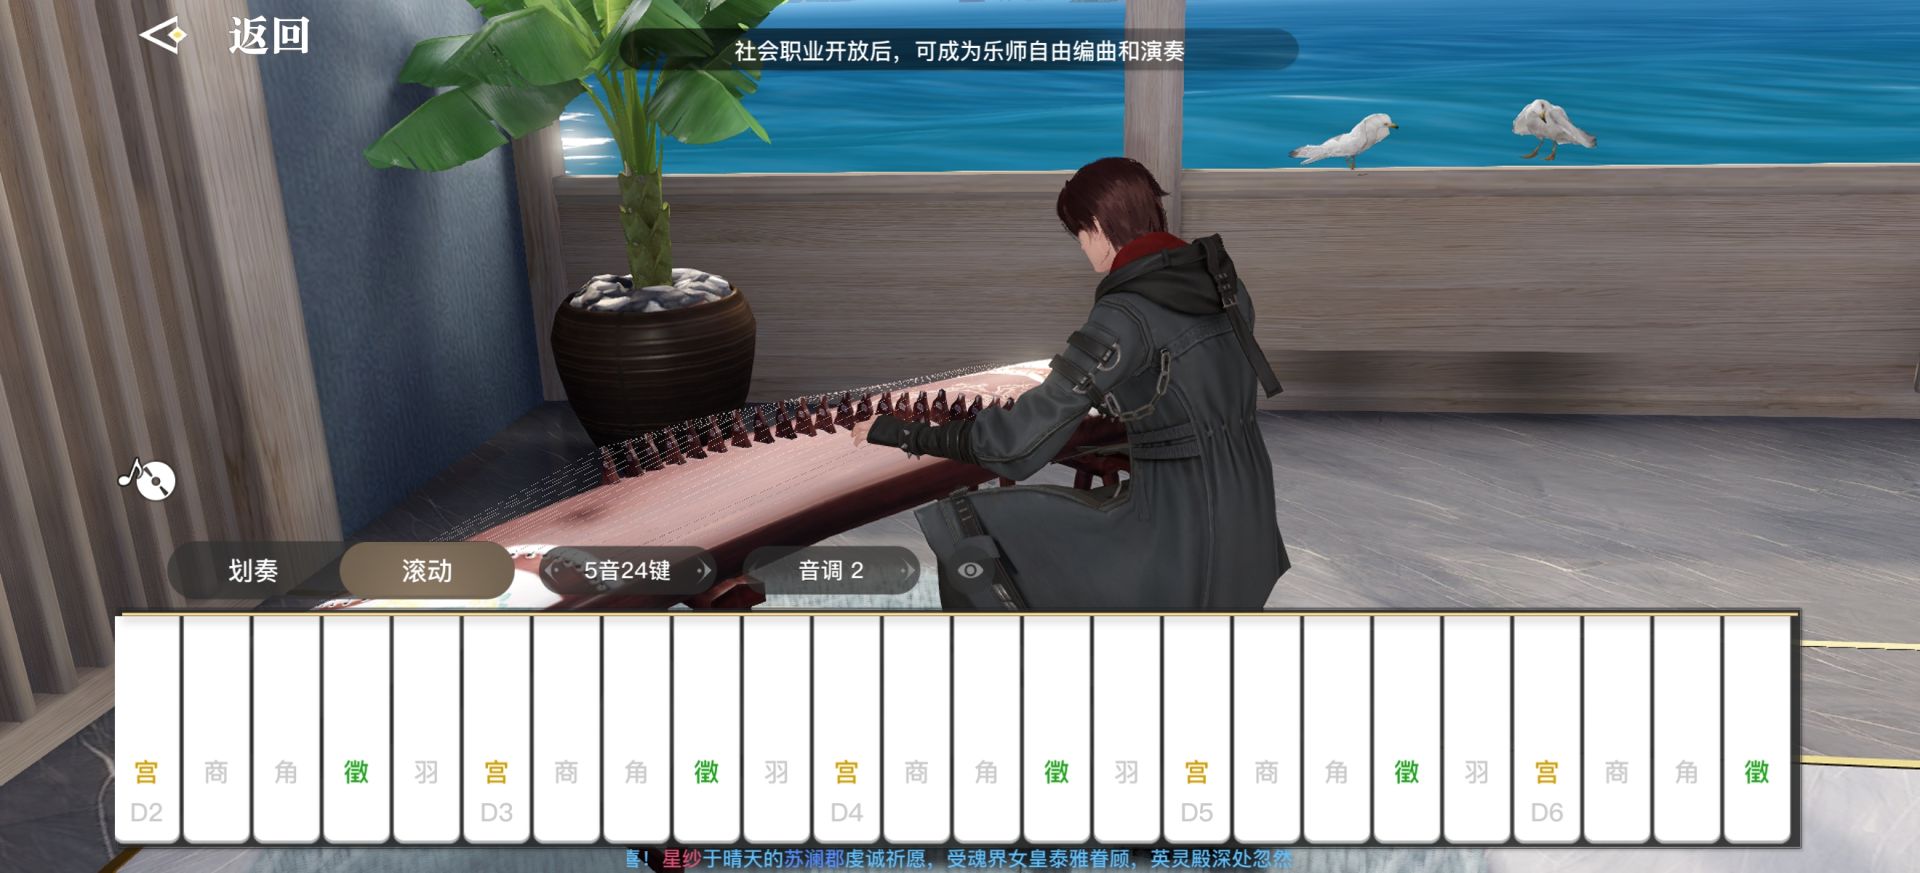 返回
社会职业开放后，可成为乐师自由编曲和演奏
划奏 滚动 5音24键 音调 2
宫 商 角 徵 羽 宫 商 角 徵 羽 宫 商 角 徵 羽 宫 商 角 徵 羽 宫 商 角 徵
D2 D3 D4 D5 D6
喜！星纱于晴天的苏澜郡虔诚祈愿，受魂界女皇泰雅眷顾，英灵殿深处忽然